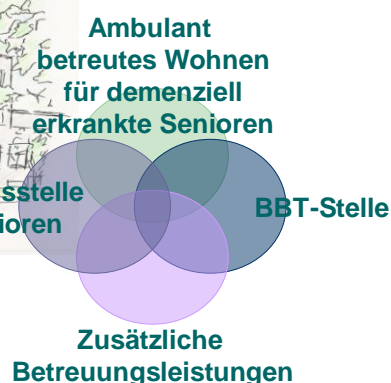 Ambulant
betreutes Wohnen
für demenziell
erkrankte Senioren
BBT-Stelle
Zusätzliche
Betreuungsleistungen